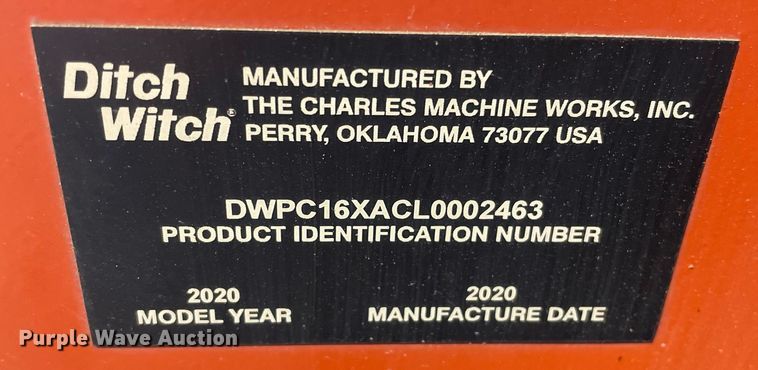 Ditch
Witch®
MANUFACTURED BY
THE CHARLES MACHINE WORKS, INC.
PERRY, OKLAHOMA 73077 USA
DWPC16XACL0002463
PRODUCT IDENTIFICATION NUMBER
2020
MODEL YEAR
2020
MANUFACTURE DATE
Purple Wave Auction